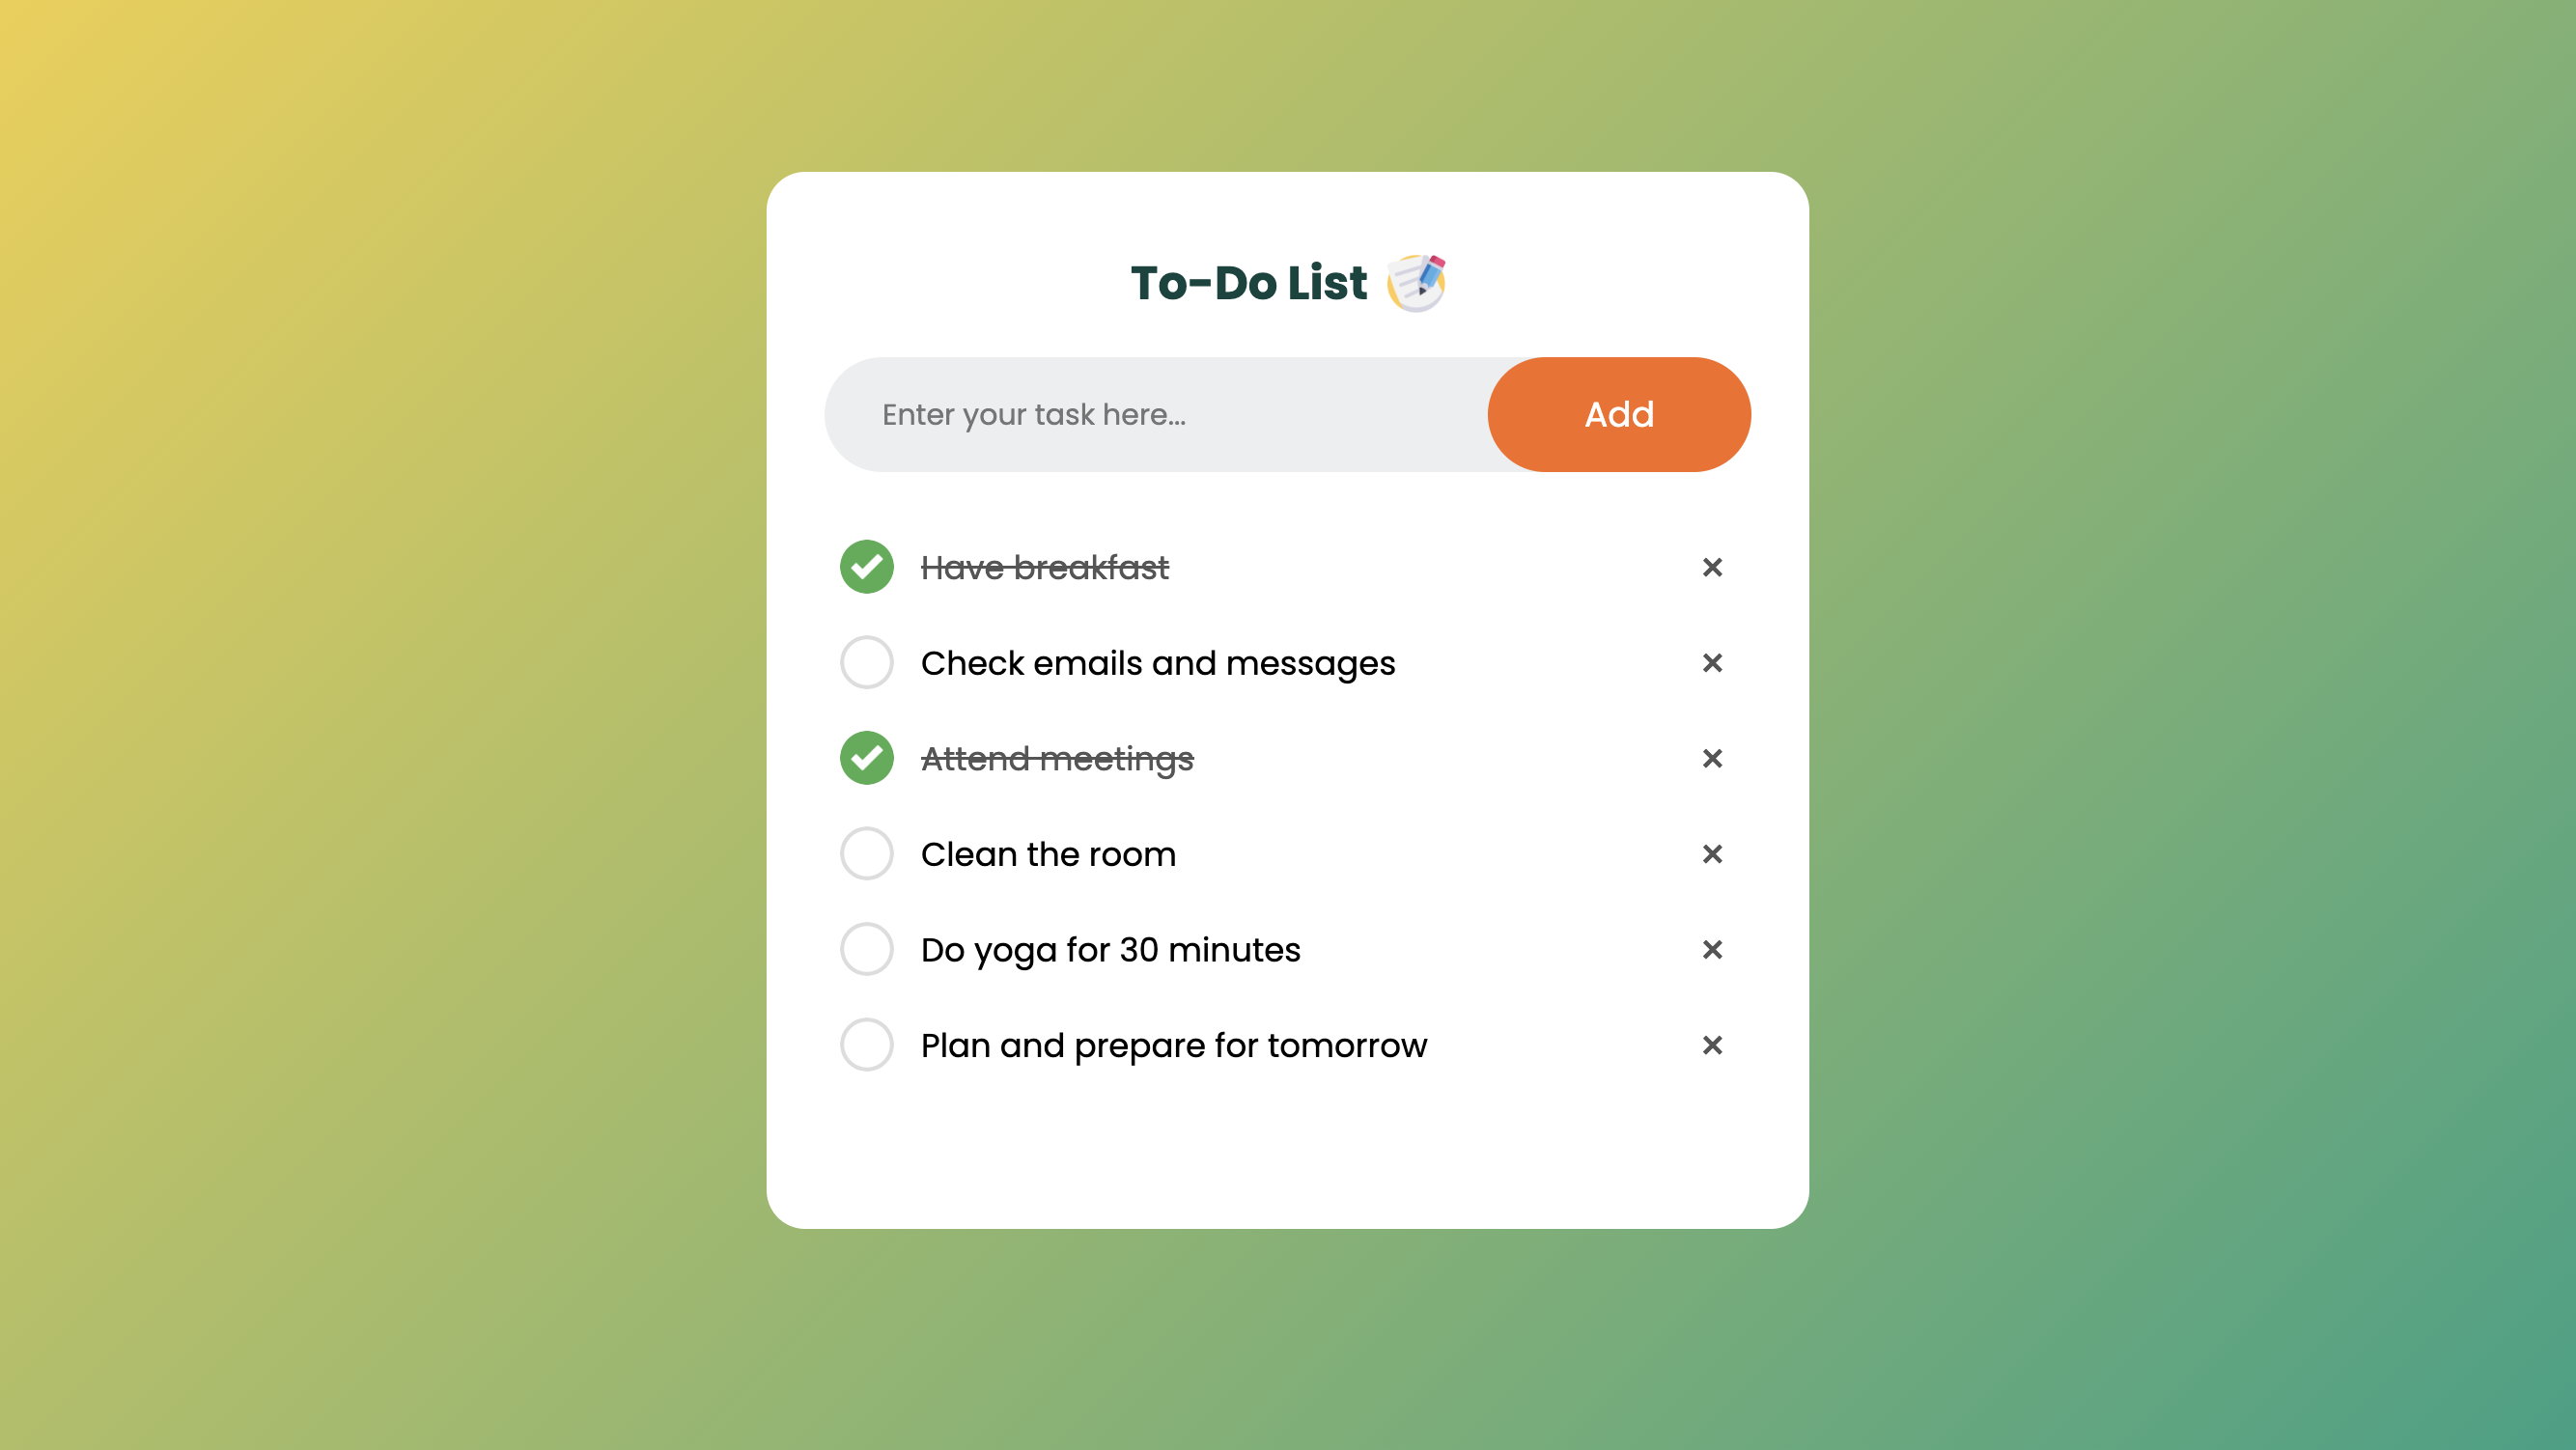 To-Do List
Enter your task here...
Add
Have breakfast
Check emails and messages
Attend meetings
Clean the room
Do yoga for 30 minutes
Plan and prepare for tomorrow